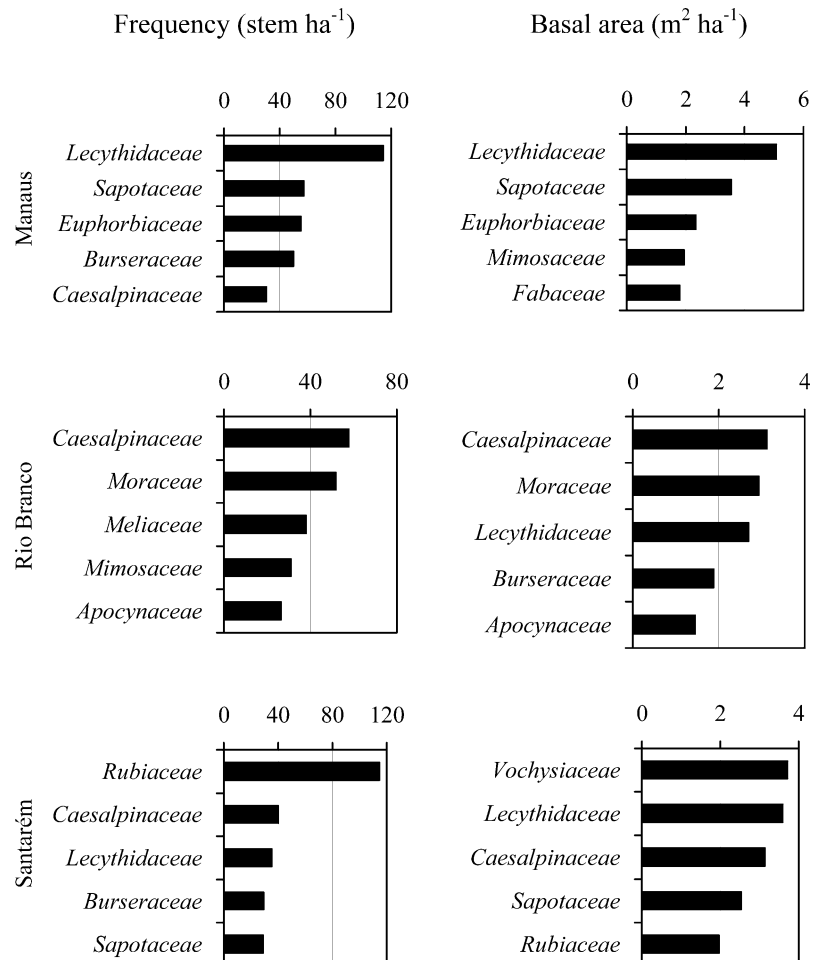 Frequency (stem ha-1)
Basal area (m2 ha-1)
Manaus
0 40 80 120
Lecythidaceae
Sapotaceae
Euphorbiaceae
Burseraceae
Caesalpinaceae
0 2 4 6
Lecythidaceae
Sapotaceae
Euphorbiaceae
Mimosaceae
Fabaceae
Rio Branco
0 40 80
Caesalpinaceae
Moraceae
Meliaceae
Mimosaceae
Apocynaceae
0 2 4
Caesalpinaceae
Moraceae
Lecythidaceae
Burseraceae
Apocynaceae
Santarém
0 40 80 120
Rubiaceae
Caesalpinaceae
Lecythidaceae
Burseraceae
Sapotaceae
0 2 4
Vochysiaceae
Lecythidaceae
Caesalpinaceae
Sapotaceae
Rubiaceae